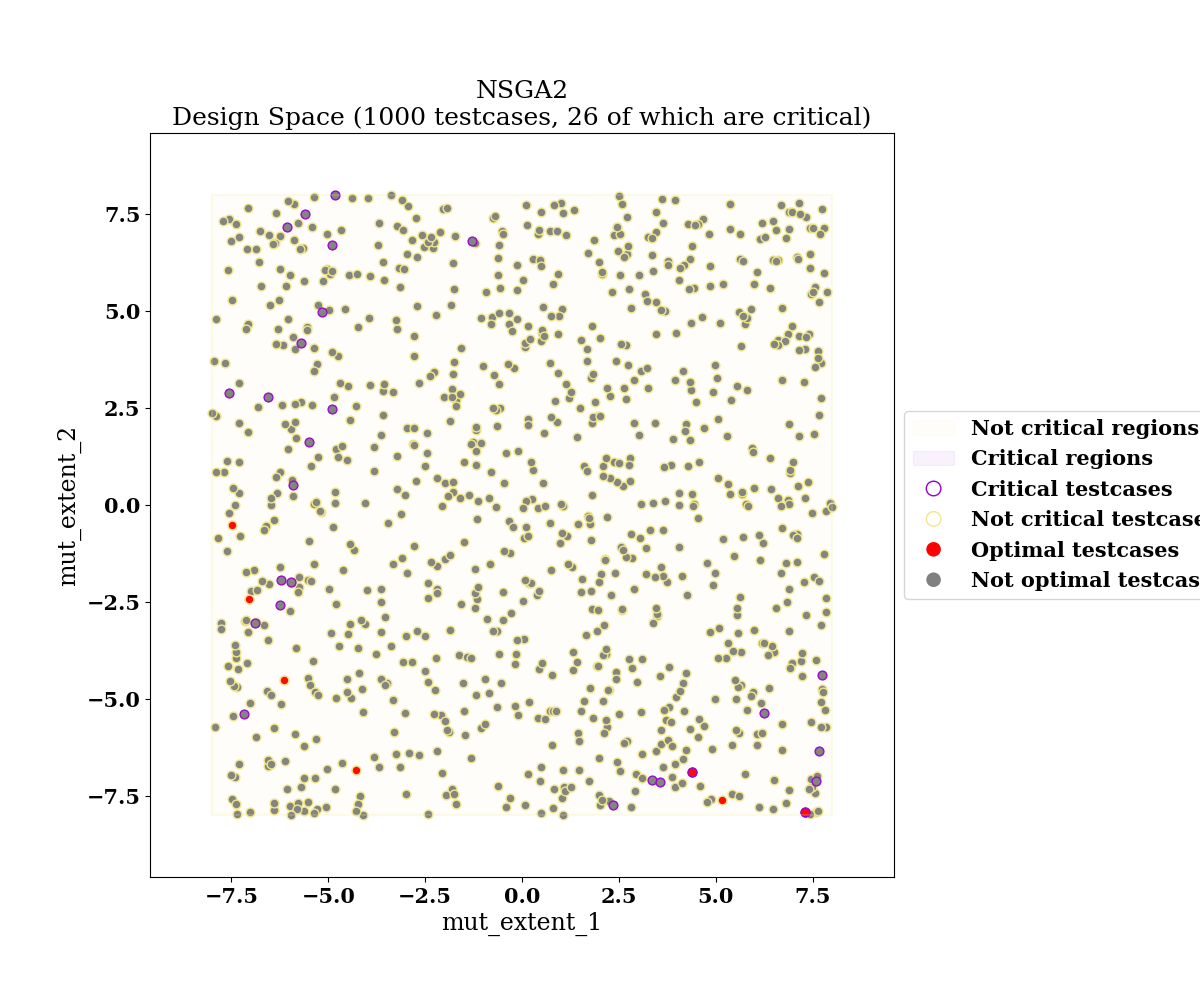 NSGA2
Design Space (1000 testcases, 26 of which are critical)
7.5
5.0
2.5
0.0
−2.5
−5.0
−7.5
mut_extent_2
−7.5 −5.0 −2.5 0.0 2.5 5.0 7.5
mut_extent_1
Not critical regions
Critical regions
Critical testcases
Not critical testcase
Optimal testcases
Not optimal testcas